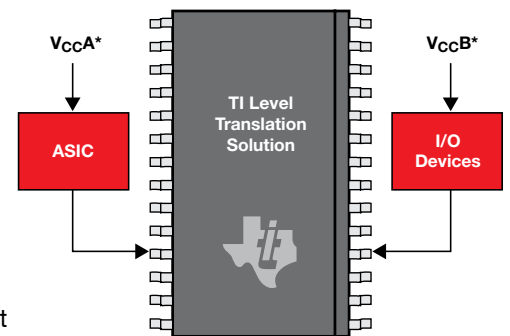 VCCA*
VCCB*
TI Level
Translation
Solution
ASIC
I/O
Devices
t